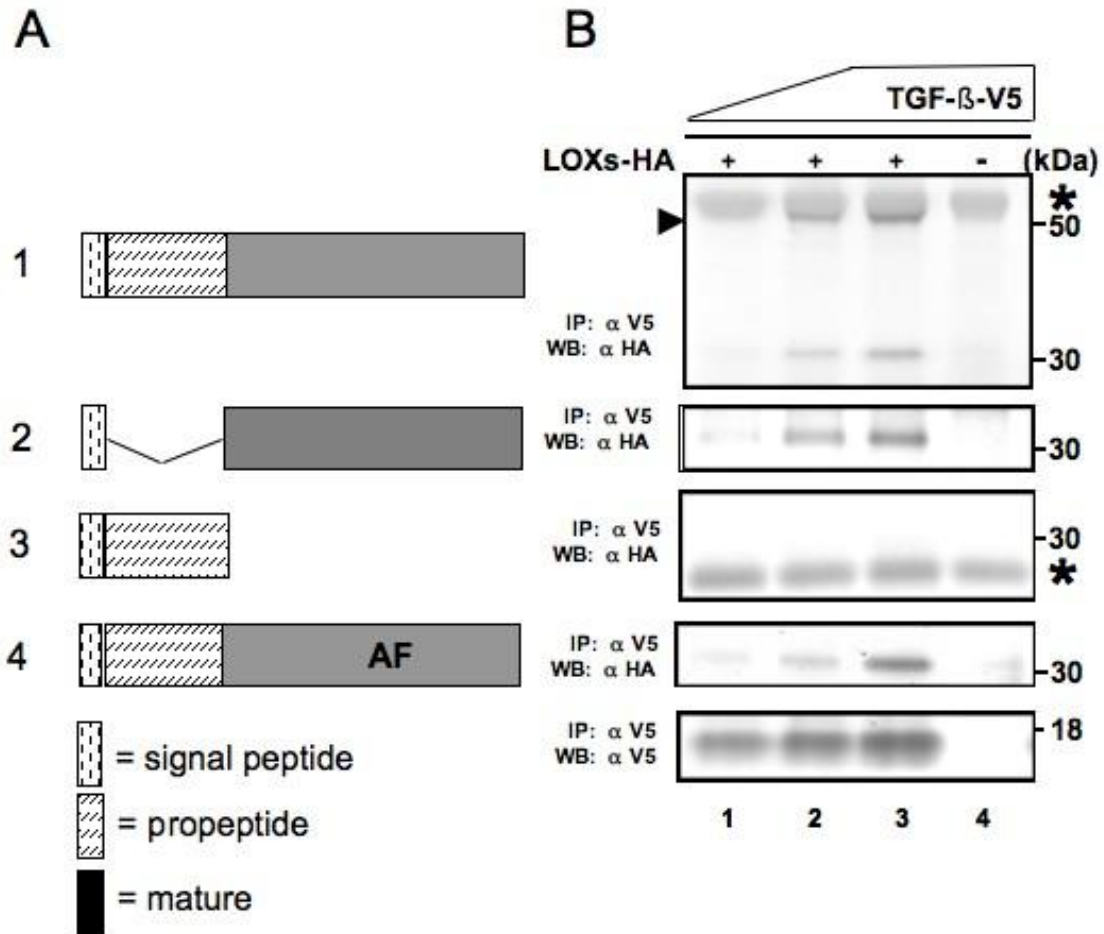 A
B
TGF-ß-V5
LOXs-HA + + + - (kDa)
*
50
1
IP: α V5
WB: α HA
30
2
IP: α V5
WB: α HA
30
3
IP: α V5
WB: α HA
30
*
4
AF
IP: α V5
WB: α HA
30
IP: α V5
WB: α V5
18
= signal peptide
= propeptide
= mature
1 2 3 4